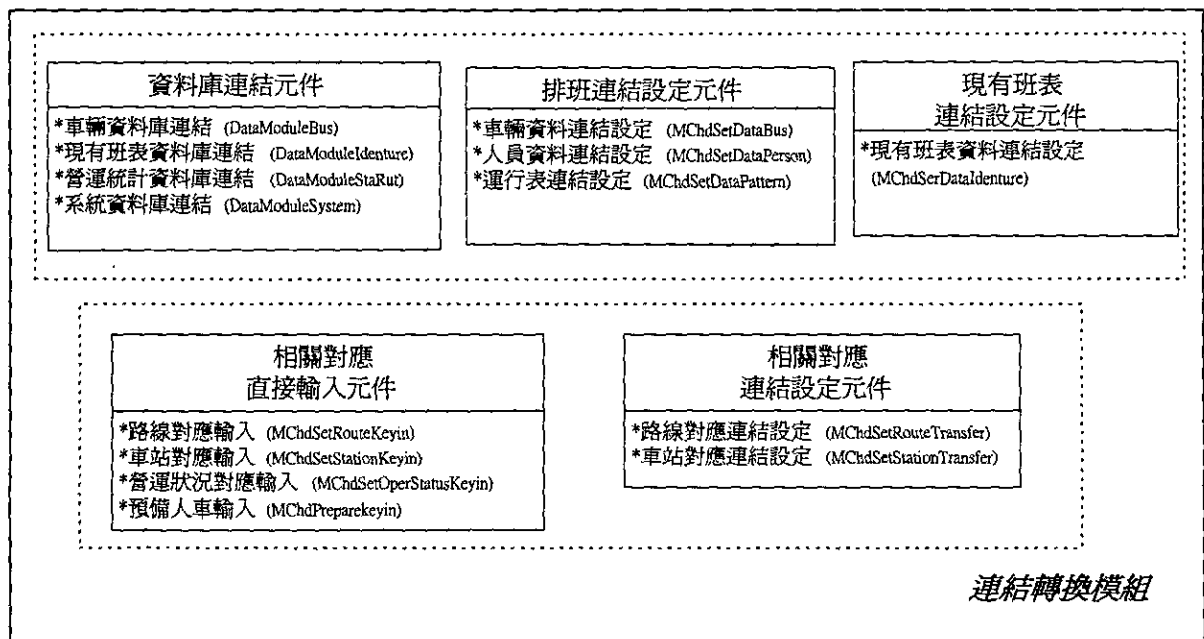 資料庫連結元件
*車輛資料庫連結 (DataModuleBus)
*現有班表資料庫連結 (DataModuleIdenture)
*營運統計資料庫連結 (DataModuleStaRut)
*系統資料庫連結 (DataModuleSystem)
排班連結設定元件
*車輛資料連結設定 (MChdSetDataBus)
*人員資料連結設定 (MChdSetDataPerson)
*運行表連結設定 (MChdSetDataPattern)
現有班表
連結設定元件
*現有班表資料連結設定
(MChdSerDataIdenture)
相關對應
直接輸入元件
*路線對應輸入 (MChdSetRouteKeyin)
*車站對應輸入 (MChdSetStationKeyin)
*營運狀況對應輸入 (MChdSetOperStatusKeyin)
*預備人車輸入 (MChdPreparekeyin)
相關對應
連結設定元件
*路線對應連結設定 (MChdSetRouteTransfer)
*車站對應連結設定 (MChdSetStationTransfer)
連結轉換模組